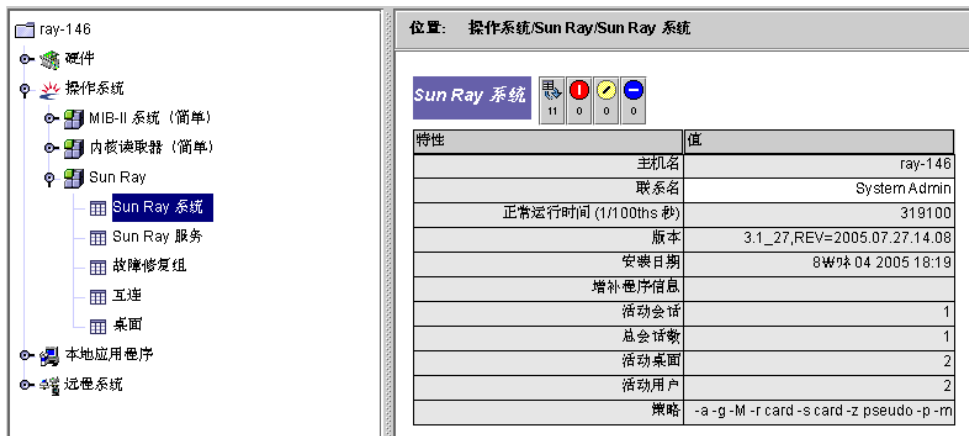 ray-146
硬件
操作系统
MIB-II 系统（简单）
内核读取器（简单）
Sun Ray
Sun Ray 系统
Sun Ray 服务
故障修复组
互连
桌面
本地应用程序
远程系统
位置: 操作系统/Sun Ray/Sun Ray 系统
Sun Ray 系统
11 0 0 0
特性 值
主机名 ray-146
联系名 System Admin
正常运行时间 (1/100ths 秒) 319100
版本 3.1_27,REV=2005.07.27.14.08
安装日期 04 2005 18:19
增补程序信息
活动会话 1
总会话数 1
活动桌面 2
活动用户 2
策略 -a -g -M -r card -s card -z pseudo -p -m